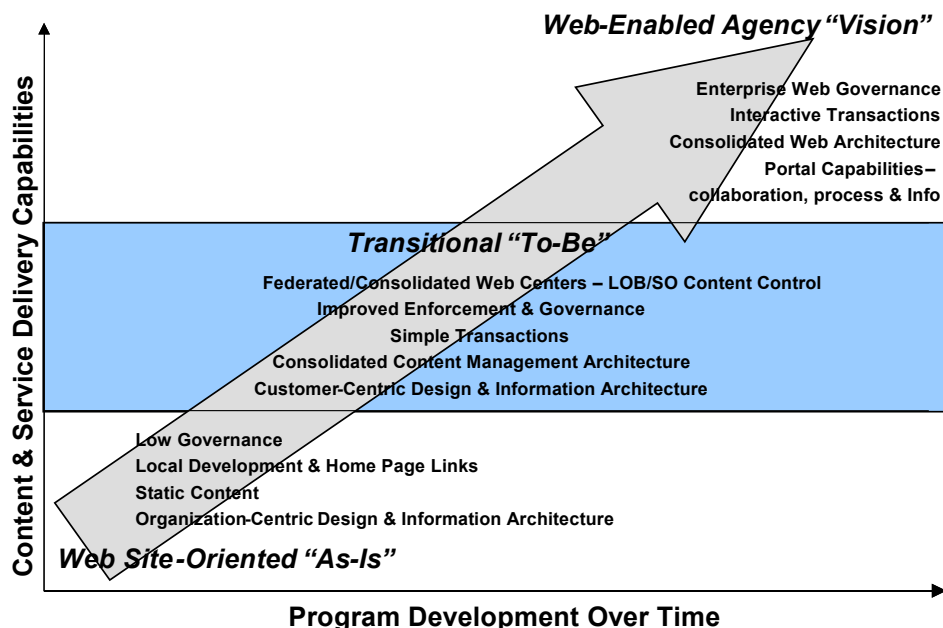 Web-Enabled Agency “Vision”
Enterprise Web Governance
Interactive Transactions
Consolidated Web Architecture
Portal Capabilities–
collaboration, process & Info
Transitional “To-Be”
Federated/Consolidated Web Centers – LOB/SO Content Control
Improved Enforcement & Governance
Simple Transactions
Consolidated Content Management Architecture
Customer-Centric Design & Information Architecture
Low Governance
Local Development & Home Page Links
Static Content
Organization-Centric Design & Information Architecture
Web Site-Oriented “As-Is”
Content & Service Delivery Capabilities
Program Development Over Time